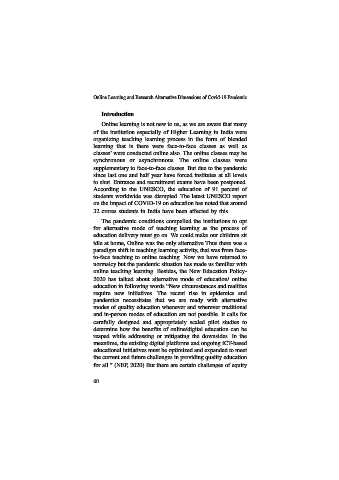 Online Learning and Research Alternative Dimensions of Covid-19 Pandemic
Introduction
Online learning is not new to us, as we are aware that many
of the institution especially of Higher Learning in India were
organizing teaching learning process in the form of blended
learning that is there were face-to-face classes as well as
classes' were conducted online also. The online classes may be
synchronous or asynchronous. The online classes were
supplementary to face-to-face classes. But due to the pandemic
since last one and half year have forced institutes at all levels
to shut. Entrance and recruitment exams have been postponed.
According to the UNESCO, the education of 91 percent of
students worldwide was disrupted. The latest UNESCO report
on the impact of COVID-19 on education has noted that around
32 crores students in India have been affected by this.
The pandemic conditions compelled the institutions to opt
for alternative mode of teaching learning as the process of
education delivery must go on. We could make our children sit
idle at home, Online was the only alternative. Thus there was a
paradigm shift in teaching learning activity, that was from face-
to-face teaching to online teaching. Now we have returned to
normalcy but the pandemic situation has made us familiar with
online teaching learning. Besides, the New Education Policy-
2020 has talked about alternative mode of education/ online
education in following words "New circumstances and realities
require new initiatives. The recent rise in epidemics and
pandemics necessitates that we are ready with alternative
modes of quality education whenever and wherever traditional
and in-person modes of education are not possible. It calls for
carefully designed and appropriately scaled pilot studies to
determine how the benefits of online/digital education can be
reaped while addressing or mitigating the downsides. In the
meantime, the existing digital platforms and ongoing ICT-based
educational initiatives must be optimized and expanded to meet
the current and future challenges in providing quality education
for all." (NEP, 2020) But there are certain challenges of equity
40